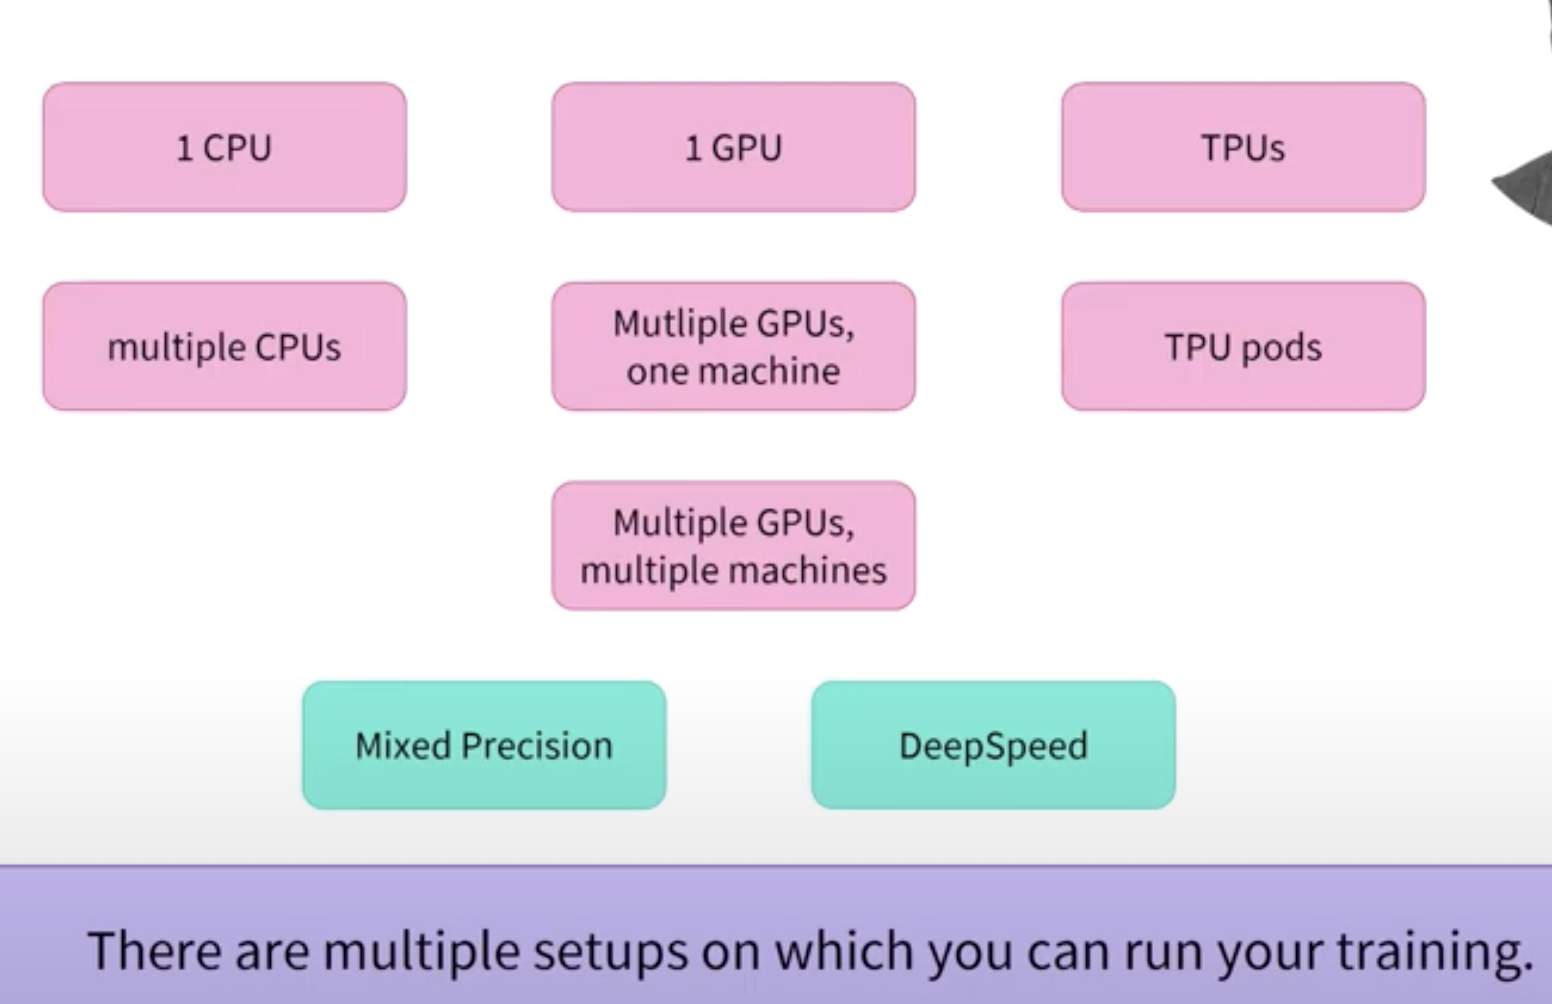 1 CPU
1 GPU
TPUs
multiple CPUs
Mutliple GPUs,
one machine
TPU pods
Multiple GPUs,
multiple machines
Mixed Precision
DeepSpeed
There are multiple setups on which you can run your training.